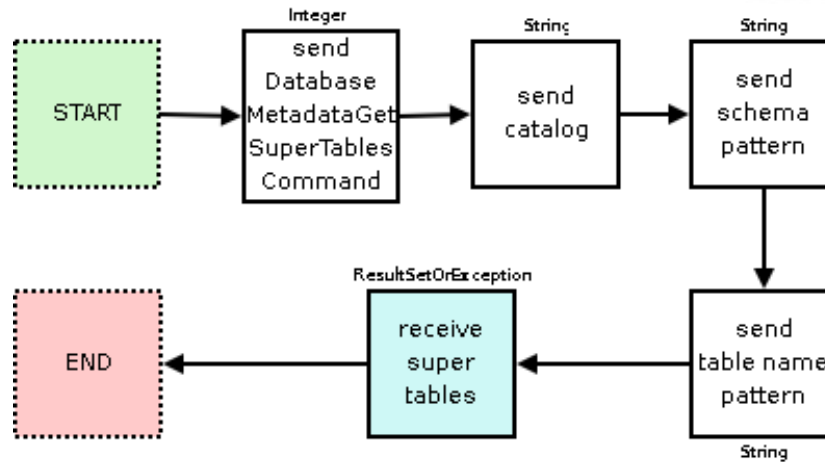 Integer
String
String
START
send
Database
MetadataGet
SuperTables
Command
send
catalog
send
schema
pattern
ResultSetOrException
END
receive
super
tables
send
table name
pattern
String